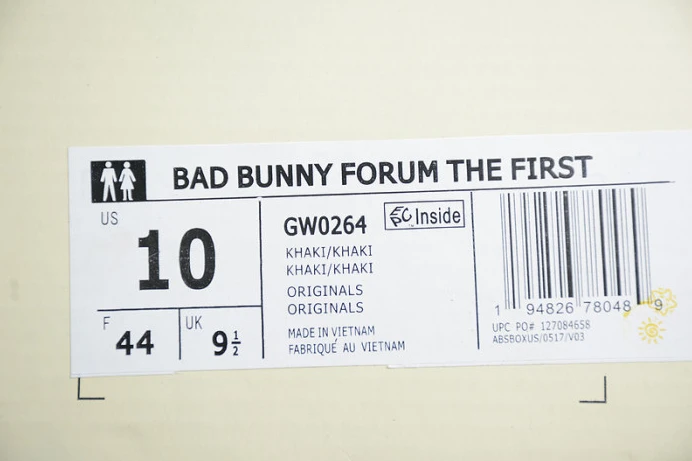 BAD BUNNY FORUM THE FIRST
US
10
F
44
UK
9 1/2
GW0264
EPC Inside
KHAKI/KHAKI
KHAKI/KHAKI
ORIGINALS
ORIGINALS
MADE IN VIETNAM
FABRIQUÉ AU VIETNAM
1 94826 78048 9
UPC PO# 127084658
ABSBOXUS/0517/V03